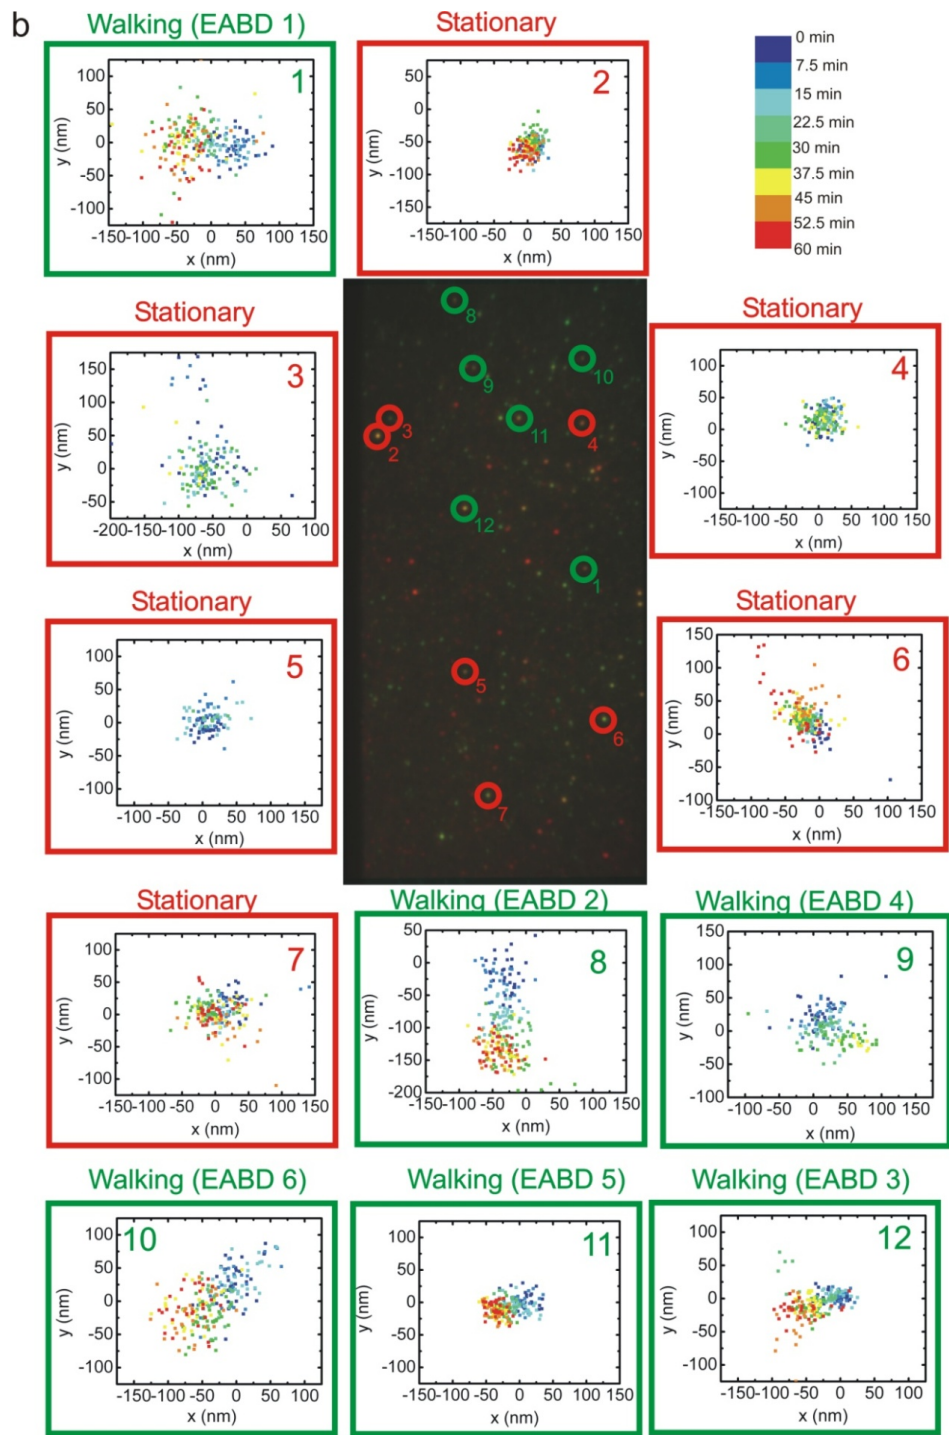 b
Walking (EABD 1)
1
y (nm)
100
50
0
-50
-100
-150-100-50 0 50 100 150
x (nm)
Stationary
2
y (nm)
0
-50
-100
-150
-150-100 -50 0 50 100 150
x (nm)
0 min
7.5 min
15 min
22.5 min
30 min
37.5 min
45 min
52.5 min
60 min
Stationary
3
y (nm)
150
100
50
0
-50
-200 -150-100 -50 0 50 100
x (nm)
8
9
10
11
3
2
4
12
1
5
6
7
Stationary
4
y (nm)
100
50
0
-50
-100
-150-100 -50 0 50 100 150
x (nm)
Stationary
5
y (nm)
100
50
0
-50
-100
-100 -50 0 50 100 150
x (nm)
Stationary
6
y (nm)
150
100
50
0
-50
-100
-150-100-50 0 50 100 150
x (nm)
Stationary
7
y (nm)
100
50
0
-50
-100
-100 -50 0 50 100 150
x (nm)
Walking (EABD 2)
8
y (nm)
50
0
-50
-100
-150
-200
-150-100 -50 0 50 100 150
x (nm)
Walking (EABD 4)
9
y (nm)
150
100
50
0
-50
-100
-100 -50 0 50 100 150
x (nm)
Walking (EABD 6)
10
y (nm)
100
50
0
-50
-100
-150 -100 -50 0 50 100
x (nm)
Walking (EABD 5)
11
y (nm)
100
50
0
-50
-100
-150 -100 -50 0 50 100 150
x (nm)
Walking (EABD 3)
12
y (nm)
100
50
0
-50
-100
-150 -100 -50 0 50 100
x (nm)